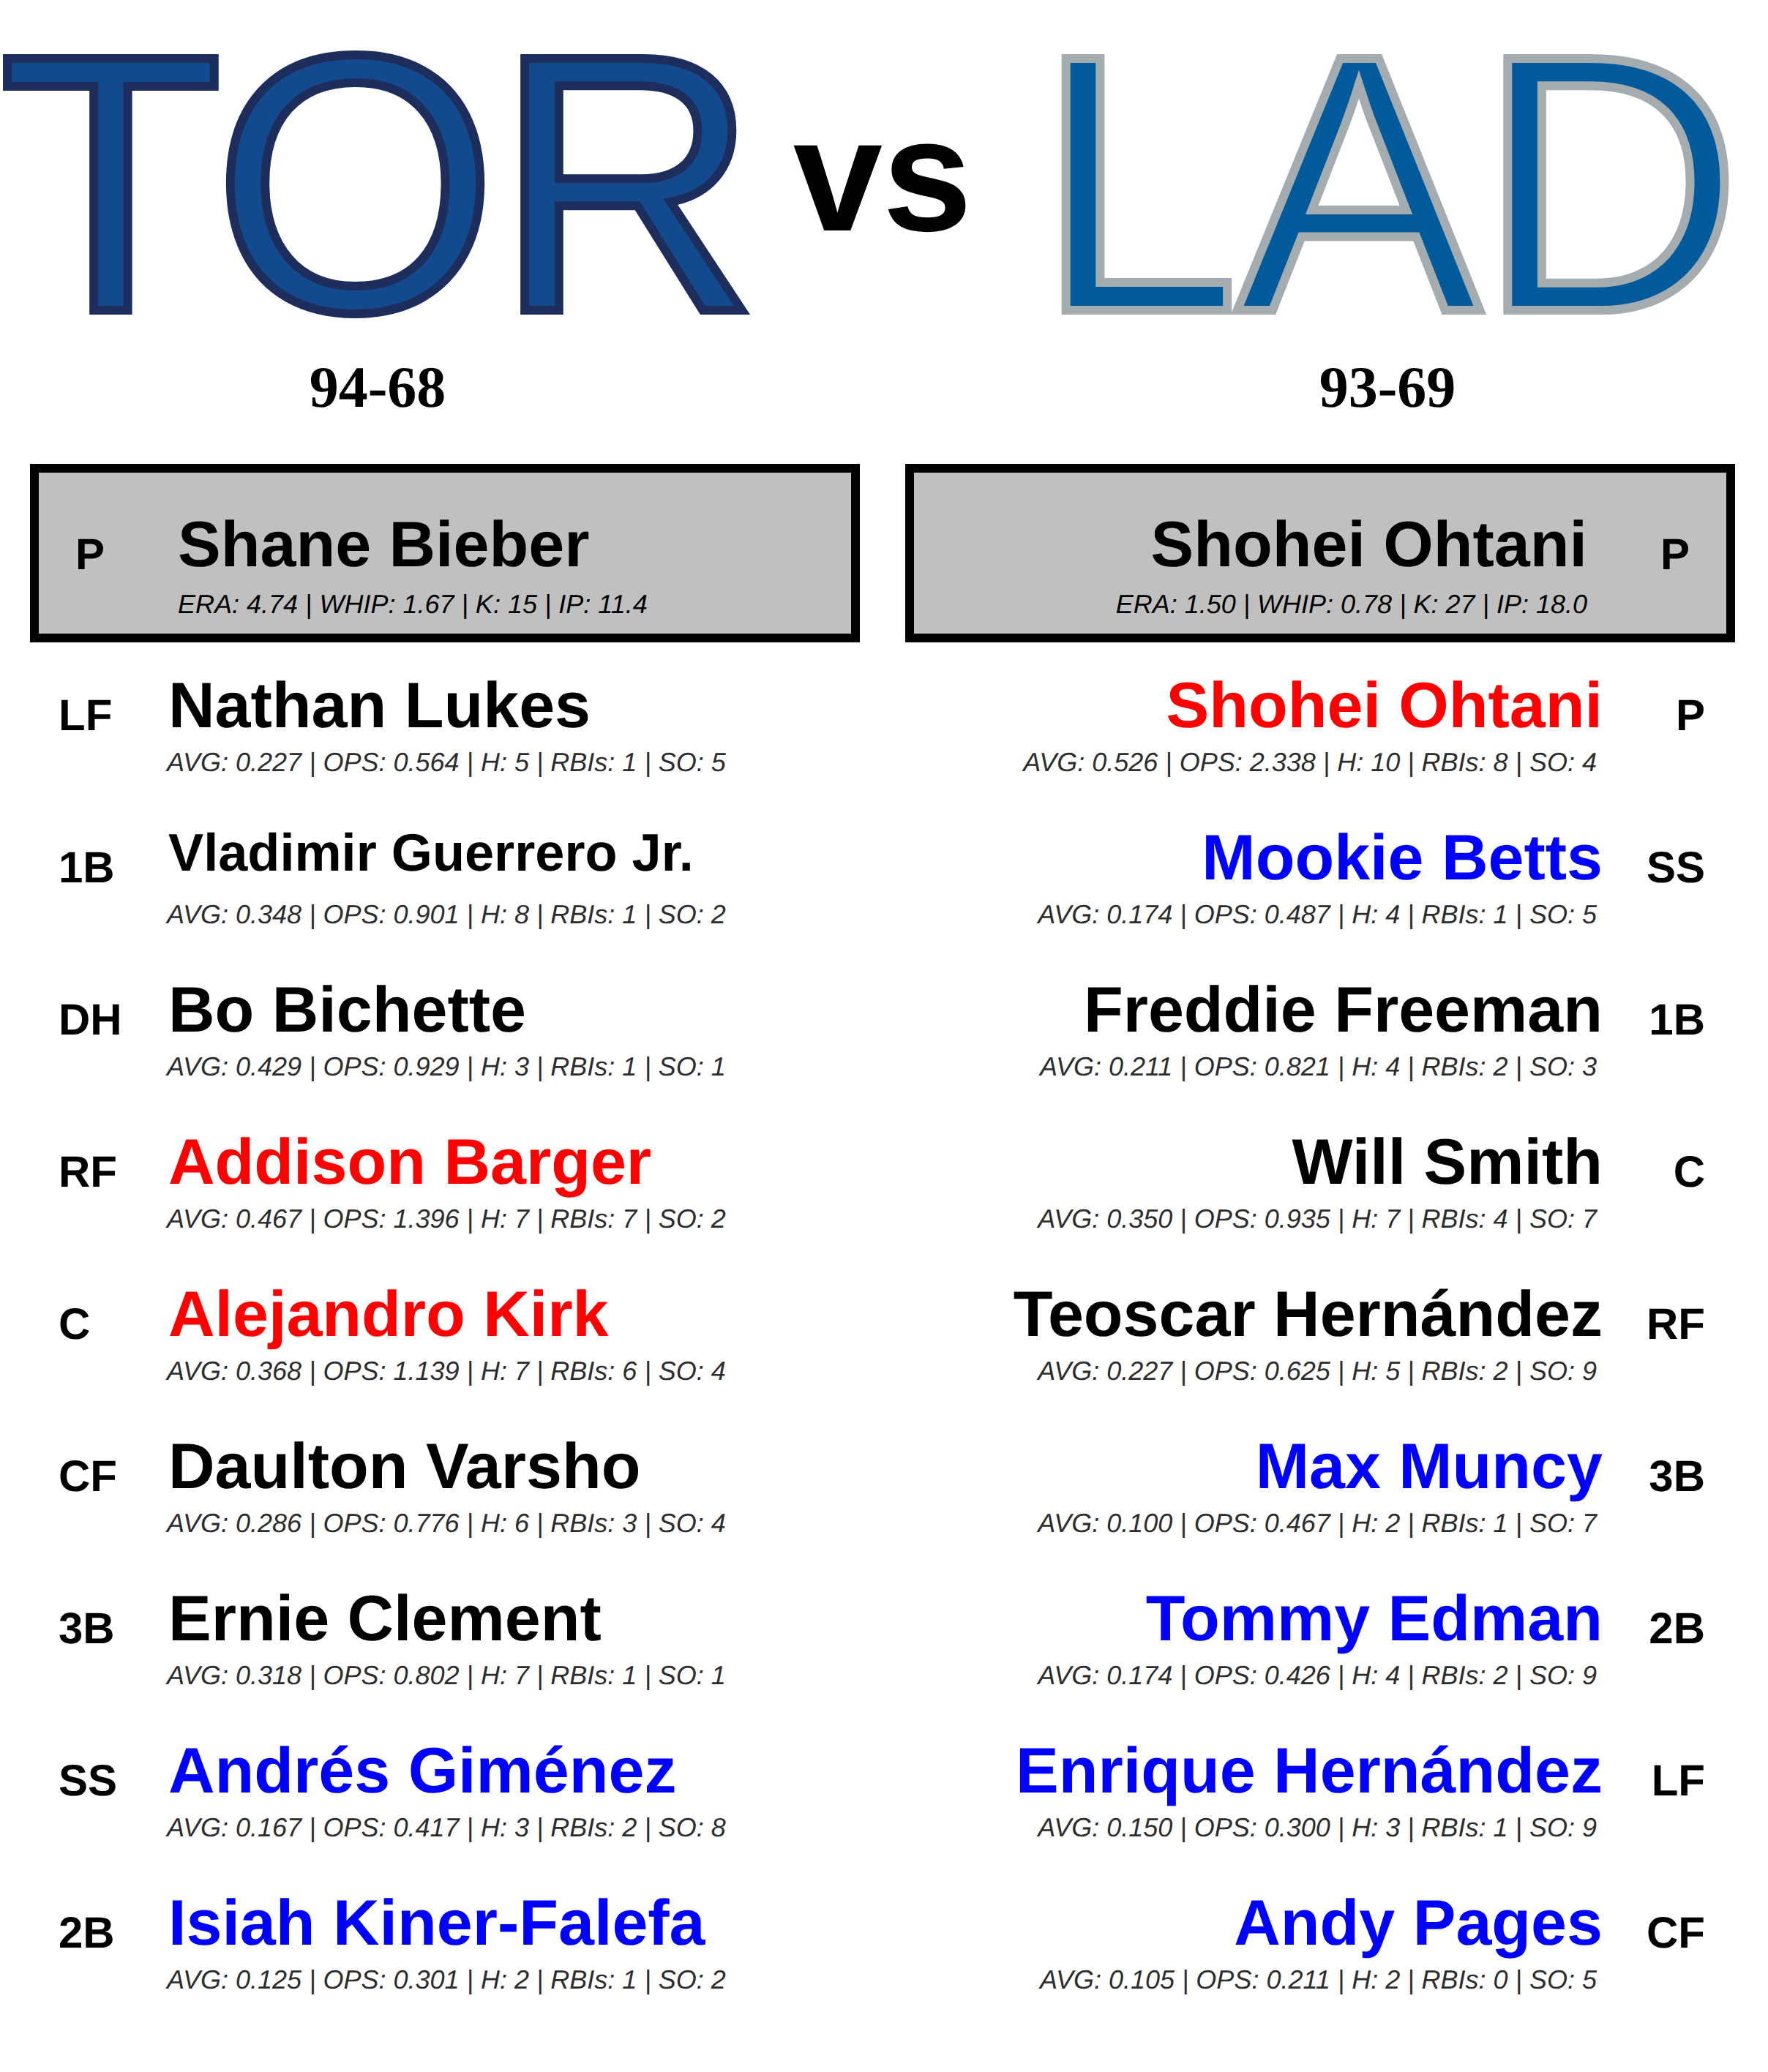 TOR vs LAD
94-68
93-69
P Shane Bieber
ERA: 4.74 | WHIP: 1.67 | K: 15 | IP: 11.4
LF Nathan Lukes
AVG: 0.227 | OPS: 0.564 | H: 5 | RBIs: 1 | SO: 5
1B Vladimir Guerrero Jr.
AVG: 0.348 | OPS: 0.901 | H: 8 | RBIs: 1 | SO: 2
DH Bo Bichette
AVG: 0.429 | OPS: 0.929 | H: 3 | RBIs: 1 | SO: 1
RF Addison Barger
AVG: 0.467 | OPS: 1.396 | H: 7 | RBIs: 7 | SO: 2
C Alejandro Kirk
AVG: 0.368 | OPS: 1.139 | H: 7 | RBIs: 6 | SO: 4
CF Daulton Varsho
AVG: 0.286 | OPS: 0.776 | H: 6 | RBIs: 3 | SO: 4
3B Ernie Clement
AVG: 0.318 | OPS: 0.802 | H: 7 | RBIs: 1 | SO: 1
SS Andrés Giménez
AVG: 0.167 | OPS: 0.417 | H: 3 | RBIs: 2 | SO: 8
2B Isiah Kiner-Falefa
AVG: 0.125 | OPS: 0.301 | H: 2 | RBIs: 1 | SO: 2
Shohei Ohtani P
ERA: 1.50 | WHIP: 0.78 | K: 27 | IP: 18.0
Shohei Ohtani P
AVG: 0.526 | OPS: 2.338 | H: 10 | RBIs: 8 | SO: 4
Mookie Betts SS
AVG: 0.174 | OPS: 0.487 | H: 4 | RBIs: 1 | SO: 5
Freddie Freeman 1B
AVG: 0.211 | OPS: 0.821 | H: 4 | RBIs: 2 | SO: 3
Will Smith C
AVG: 0.350 | OPS: 0.935 | H: 7 | RBIs: 4 | SO: 7
Teoscar Hernández RF
AVG: 0.227 | OPS: 0.625 | H: 5 | RBIs: 2 | SO: 9
Max Muncy 3B
AVG: 0.100 | OPS: 0.467 | H: 2 | RBIs: 1 | SO: 7
Tommy Edman 2B
AVG: 0.174 | OPS: 0.426 | H: 4 | RBIs: 2 | SO: 9
Enrique Hernández LF
AVG: 0.150 | OPS: 0.300 | H: 3 | RBIs: 1 | SO: 9
Andy Pages CF
AVG: 0.105 | OPS: 0.211 | H: 2 | RBIs: 0 | SO: 5